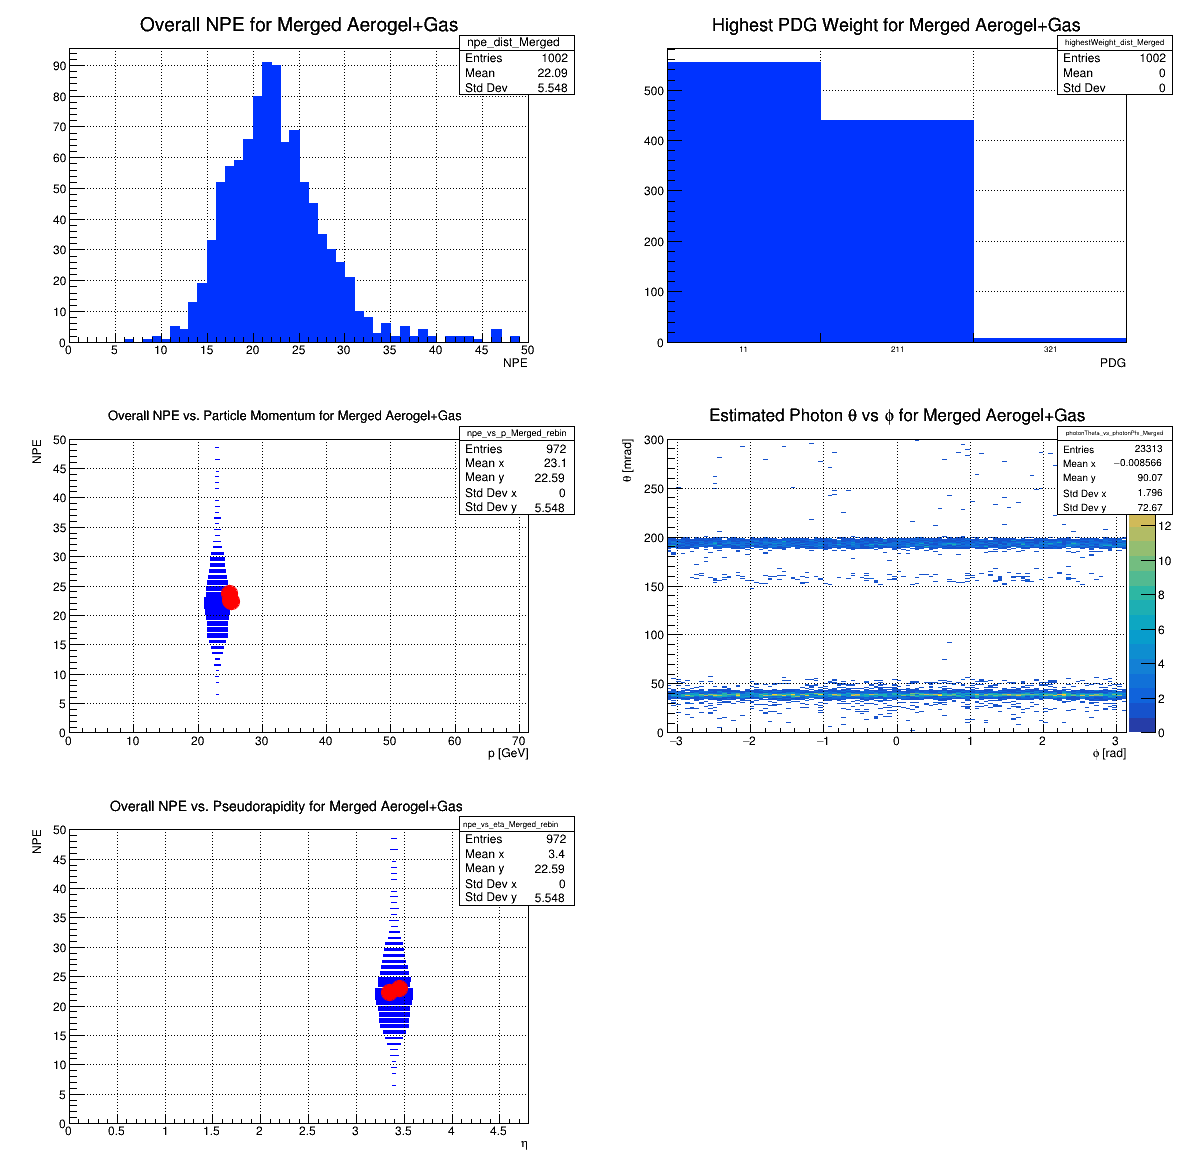 Overall NPE for Merged Aerogel+Gas
npe_dist_Merged
Entries 1002
Mean 22.09
Std Dev 5.548
90
80
70
60
50
40
30
20
10
0
0 5 10 15 20 25 30 35 40 45 50
NPE
Highest PDG Weight for Merged Aerogel+Gas
highestWeight_dist_Merged
Entries 1002
Mean 0
Std Dev 0
500
400
300
200
100
0
11 211 321
PDG
Overall NPE vs. Particle Momentum for Merged Aerogel+Gas
npe_vs_p_Merged_rebin
Entries 972
Mean x 23.1
Mean y 22.59
Std Dev x 0
Std Dev y 5.548
NPE
50
45
40
35
30
25
20
15
10
5
0
0 10 20 30 40 50 60 70
p [GeV]
Estimated Photon θ vs ϕ for Merged Aerogel+Gas
photonTheta_vs_photonPhi_Merged
Entries 23313
Mean x −0.008566
Mean y 90.07
Std Dev x 1.796
Std Dev y 72.67
θ [mrad]
300
250
200
150
100
50
0
−3 −2 −1 0 1 2 3
ϕ [rad]
12
10
8
6
4
2
0
Overall NPE vs. Pseudorapidity for Merged Aerogel+Gas
npe_vs_eta_Merged_rebin
Entries 972
Mean x 3.4
Mean y 22.59
Std Dev x 0
Std Dev y 5.548
NPE
50
45
40
35
30
25
20
15
10
5
0
0 0.5 1 1.5 2 2.5 3 3.5 4 4.5
η